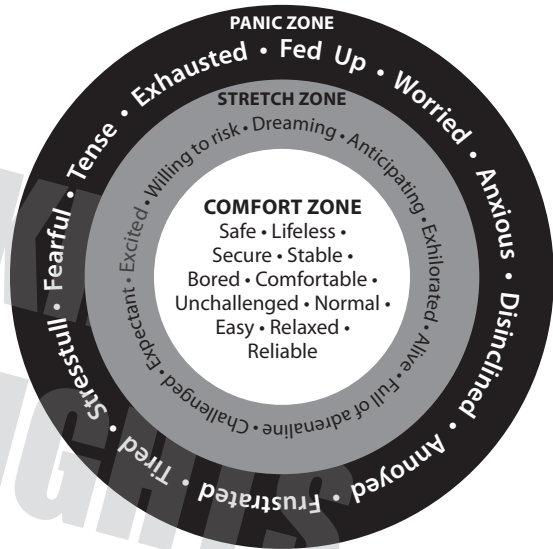 PANIC ZONE
Stresstull • Fearful • Tense • Exhausted • Fed Up • Worried • Anxious • Disinclined • Annoyed • Frustrated • Tired •
STRETCH ZONE
Challenged • Expectant • Excited • Willing to risk • Dreaming • Anticipating • Exhilorated • Alive • Full of adrenaline •
COMFORT ZONE
Safe • Lifeless •
Secure • Stable •
Bored • Comfortable •
Unchallenged • Normal •
Easy • Relaxed •
Reliable